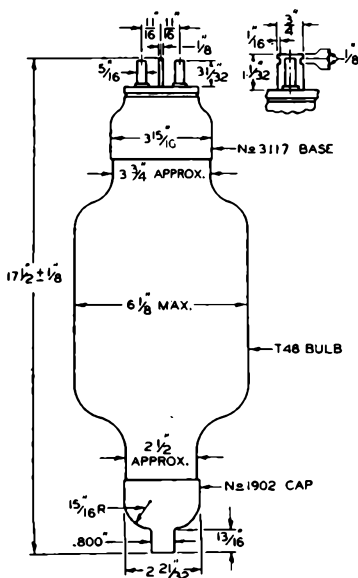 11/16" 11/16"
1/8"
5/16"
31/32"
1/16"
3/4"
1/8"
3 15/16"
No 3117 BASE
3 3/4" APPROX.
17 1/2" ± 1/8"
6 1/8" MAX.
T48 BULB
2 1/2" APPROX.
No 1902 CAP
15/16" R
13/16"
.800"
2 21/32"